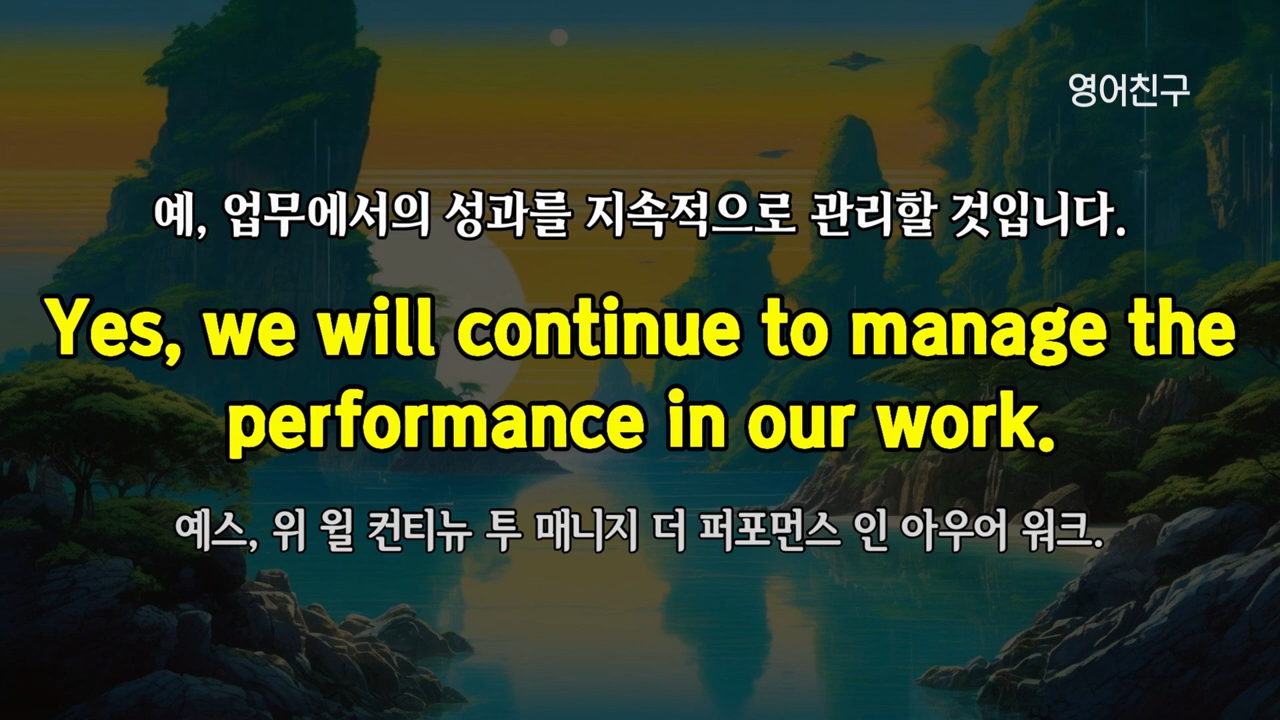 영어친구
예, 업무에서의 성과를 지속적으로 관리할 것입니다.
Yes, we will continue to manage the
performance in our work.
예스, 위 윌 컨티뉴 투 매니지 더 퍼포먼스 인 아우어 워크.